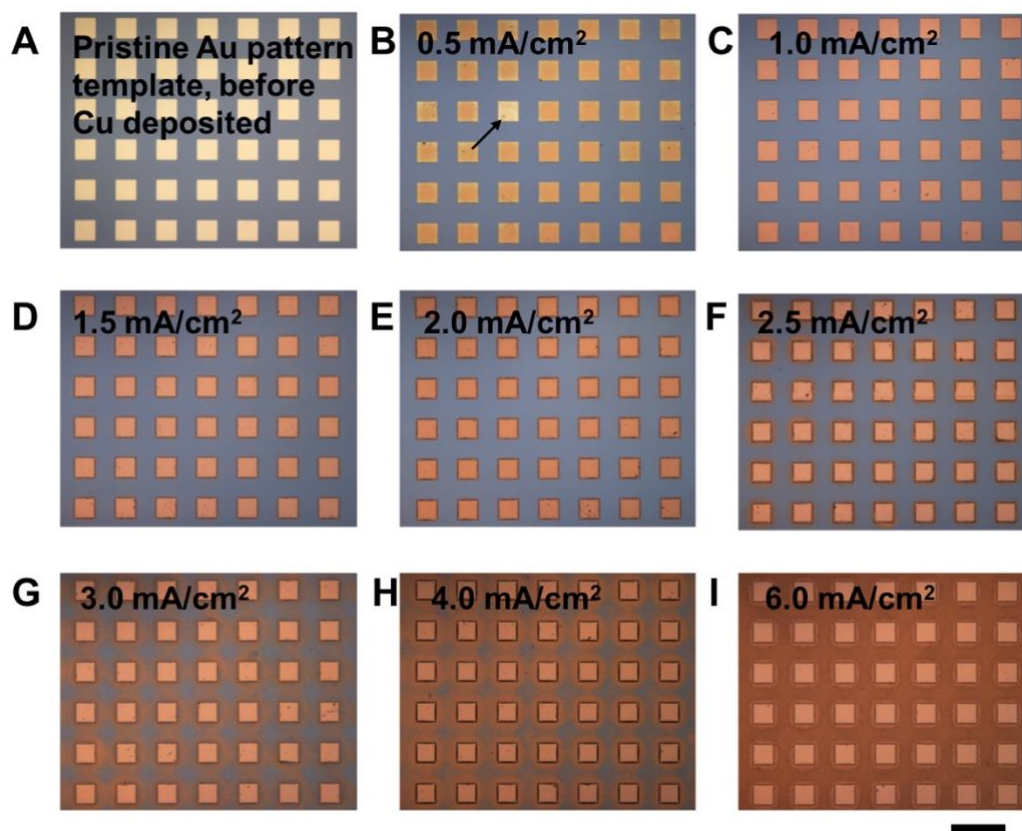 A
Pristine Au pattern
template, before
Cu deposited
B
0.5 mA/cm²
C
1.0 mA/cm²
D
1.5 mA/cm²
E
2.0 mA/cm²
F
2.5 mA/cm²
G
3.0 mA/cm²
H
4.0 mA/cm²
I
6.0 mA/cm²